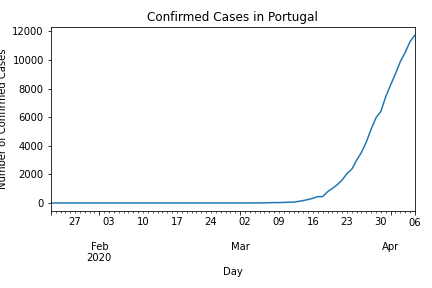 Confirmed Cases in Portugal
Number of Confirmed Cases
12000
10000
8000
6000
4000
2000
0
27 03 10 17 24 02 09 16 23 30 06
Feb Mar Apr
2020
Day